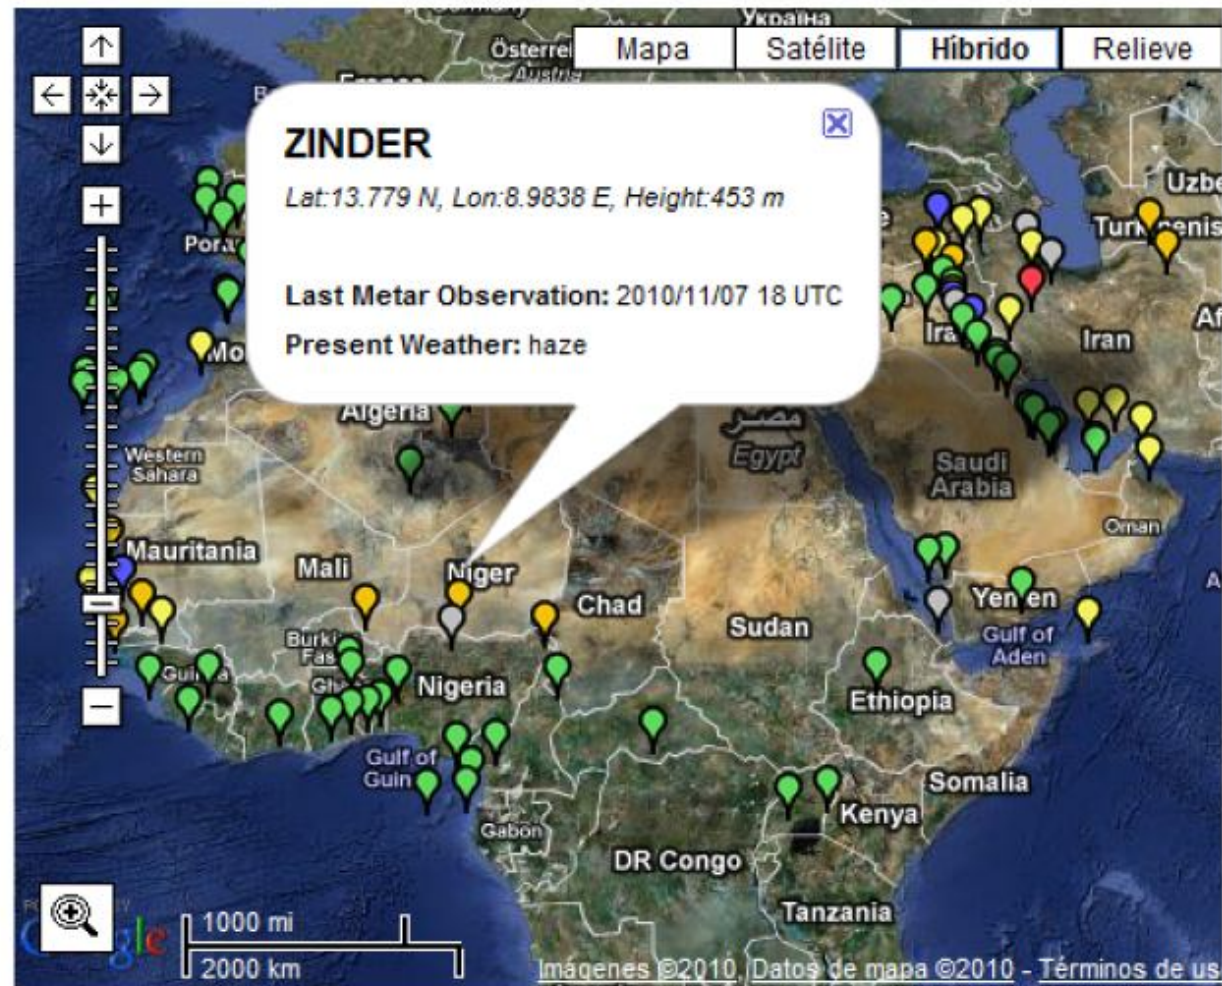 Україна
Österrei
Austria
Mapa
Satélite
Híbrido
Relieve
ZINDER
Lat:13.779 N, Lon:8.9838 E, Height:453 m
Last Metar Observation: 2010/11/07 18 UTC
Present Weather: haze
Uzbe
Iran
Af
Algeria
Western
Sahara
مصر
Egypt
Saudi
Arabia
Oman
Mauritania
Mali
Niger
Chad
Sudan
Yemen
Gulf of
Aden
Nigeria
Ethiopia
Gulf of
Guin
Somalia
Kenya
Gabon
DR Congo
Tanzania
1000 mi
2000 km
Imágenes ©2010, Datos de mapa ©2010 - Términos de us